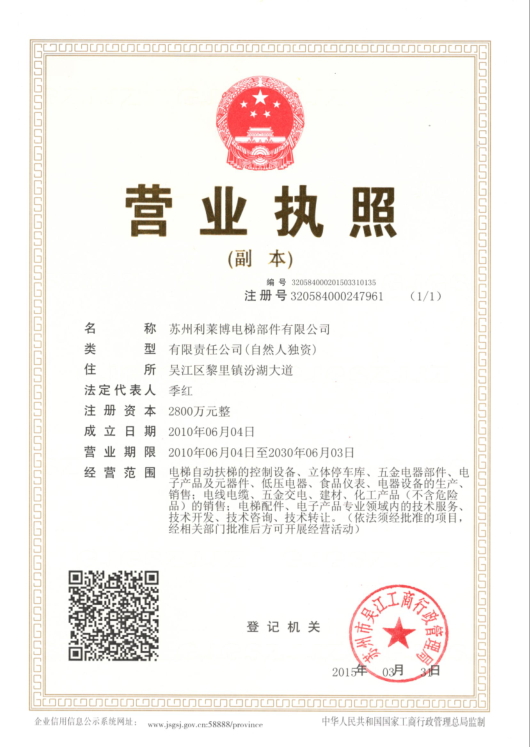 营业执照
(副 本)
编 号 320584000201503310135
注册号 320584000247961 (1/1)
名 称 苏州利莱博电梯部件有限公司
类 型 有限责任公司(自然人独资)
住 所 吴江区黎里镇汾湖大道
法定代表人 季红
注册资本 2800万元整
成立日期 2010年06月04日
营业期限 2010年06月04日至2030年06月03日
经营范围 电梯自动扶梯的控制设备、立体停车库、五金电器部件、电
子产品及元器件、低压电器、食品仪表、电器设备的生产、
销售；电线电缆、五金交电、建材、化工产品（不含危险
品）的销售；电梯配件、电子产品专业领域内的技术服务、
技术开发、技术咨询、技术转让。（依法须经批准的项目，
经相关部门批准后方可开展经营活动）
登记机关
苏州市吴江工商行政管理局
2015年 03月 31日
企业信用信息公示系统网址： www.jsgsj.gov.cn:58888/province 中华人民共和国国家工商行政管理总局监制